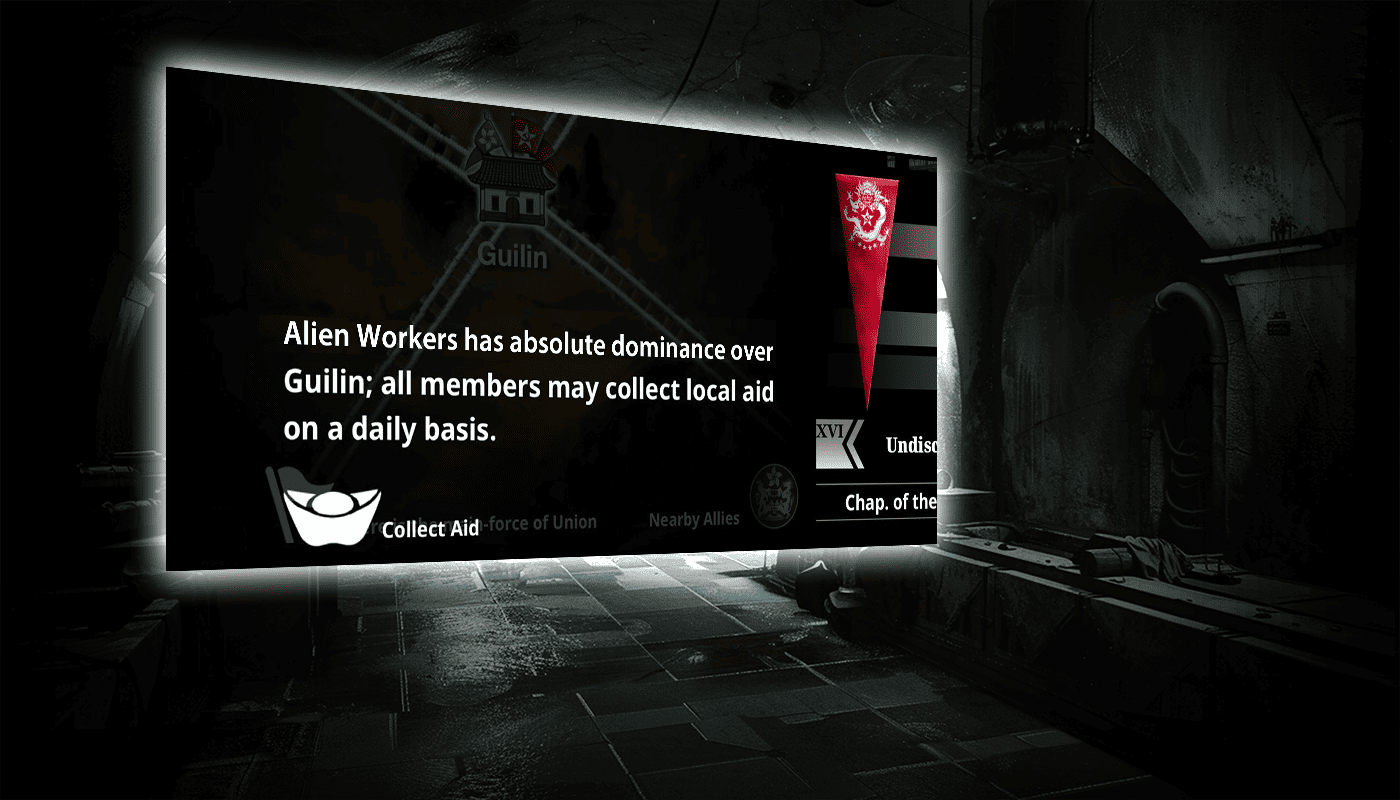 Guilin
Alien Workers has absolute dominance over
Guilin; all members may collect local aid
on a daily basis.
XVI
Undisc
Chap. of the
Collect Aid
-force of Union
Nearby Allies